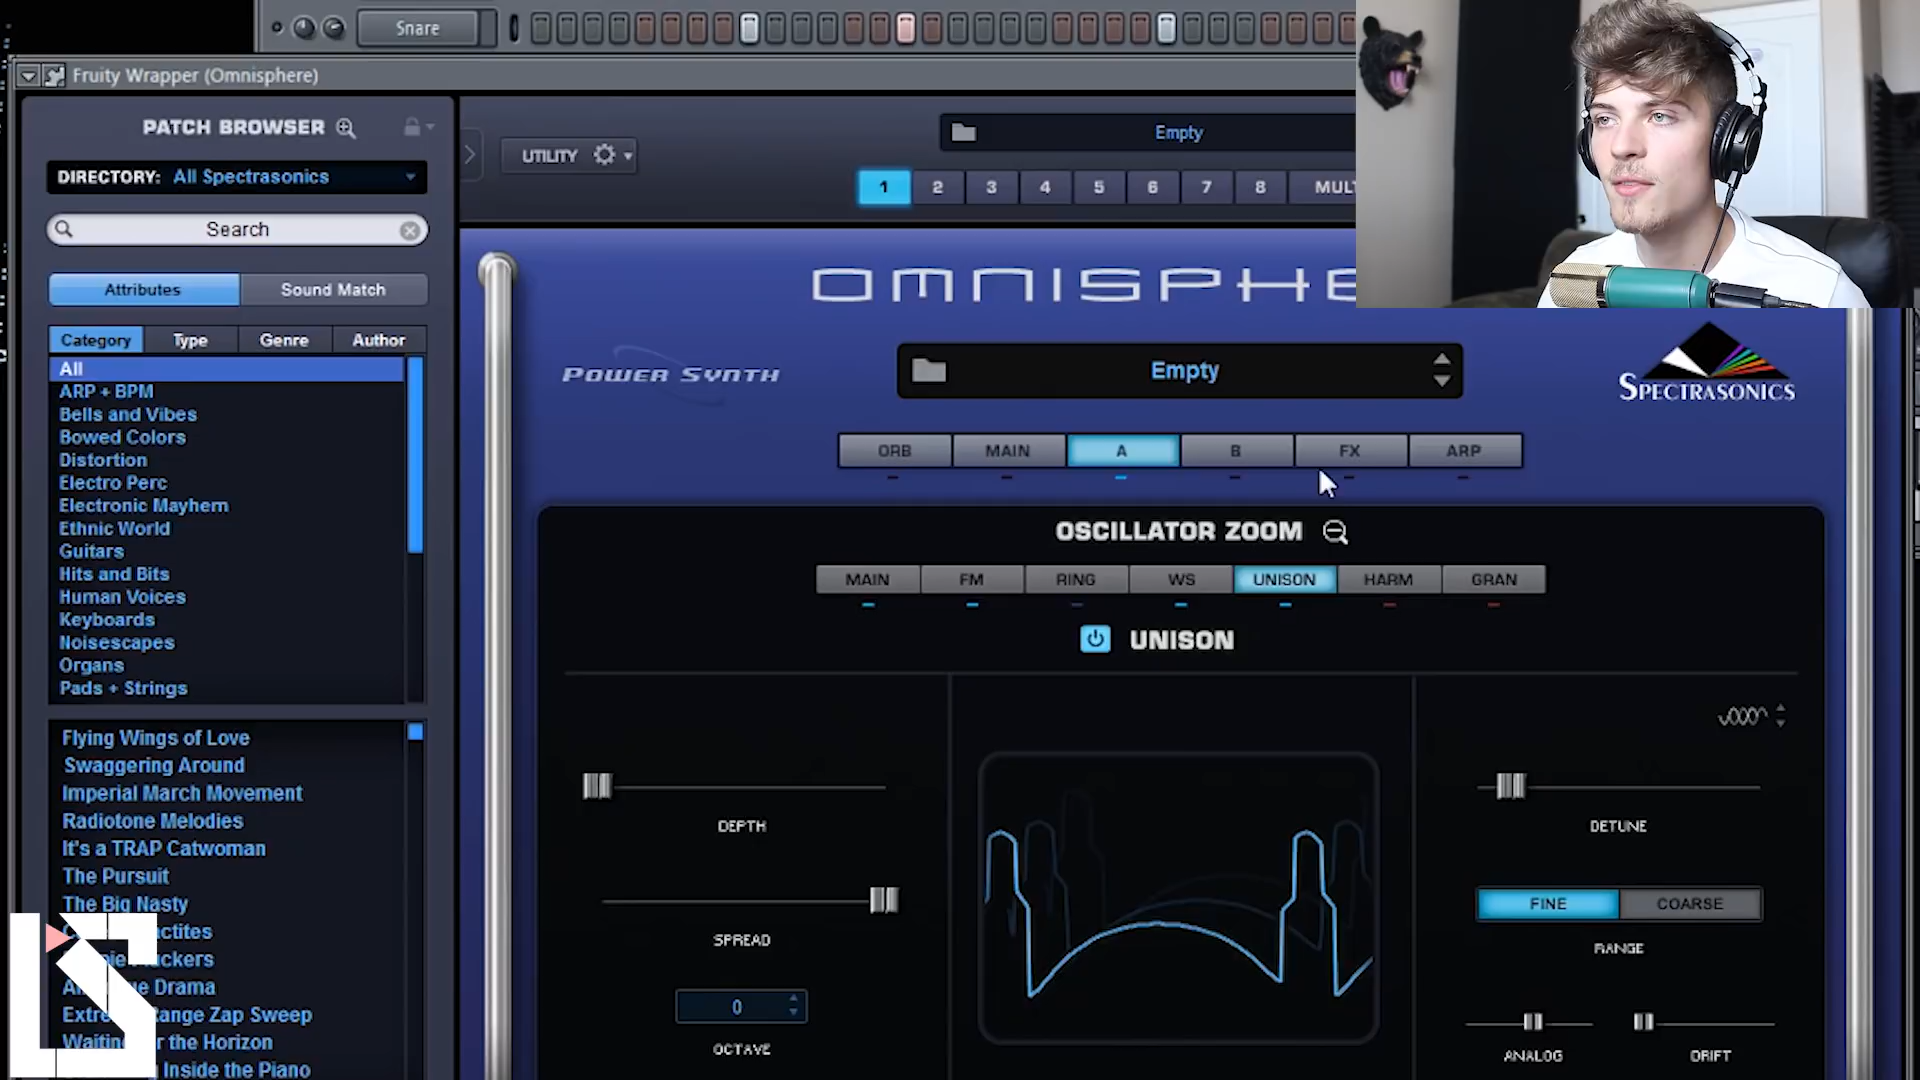 Snare
Fruity Wrapper (Omnisphere)
PATCH BROWSER
DIRECTORY: All Spectrasonics
Search
Attributes
Sound Match
Category
Type
Genre
Author
All
ARP + BPM
Bells and Vibes
Bowed Colors
Distortion
Electro Perc
Electronic Mayhem
Ethnic World
Guitars
Hits and Bits
Human Voices
Keyboards
Noisescapes
Organs
Pads + Strings
Flying Wings of Love
Swaggering Around
Imperial March Movement
Radiotone Melodies
It's a TRAP Catwoman
The Pursuit
The Big Nasty
Drama
Range Zap Sweep
the Horizon
Inside the Piano
UTILITY
Empty
1 2 3 4 5 6 7 8 MULT
OMNISPHE
POWER SYNTH
Empty
SPECTRASONICS
ORB MAIN A B FX ARP
OSCILLATOR ZOOM
MAIN FM RING WS UNISON HARM GRAN
UNISON
DEPTH
SPREAD
0
OCTAVE
DETUNE
FINE COARSE
RANGE
ANALOG DRIFT
LS